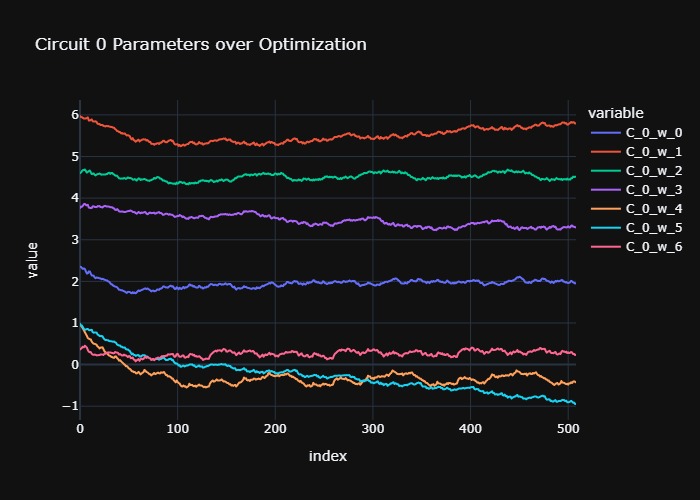 Circuit 0 Parameters over Optimization
variable
C_0_w_0
C_0_w_1
C_0_w_2
C_0_w_3
C_0_w_4
C_0_w_5
C_0_w_6
value
6
5
4
3
2
1
0
−1
0 100 200 300 400 500
index